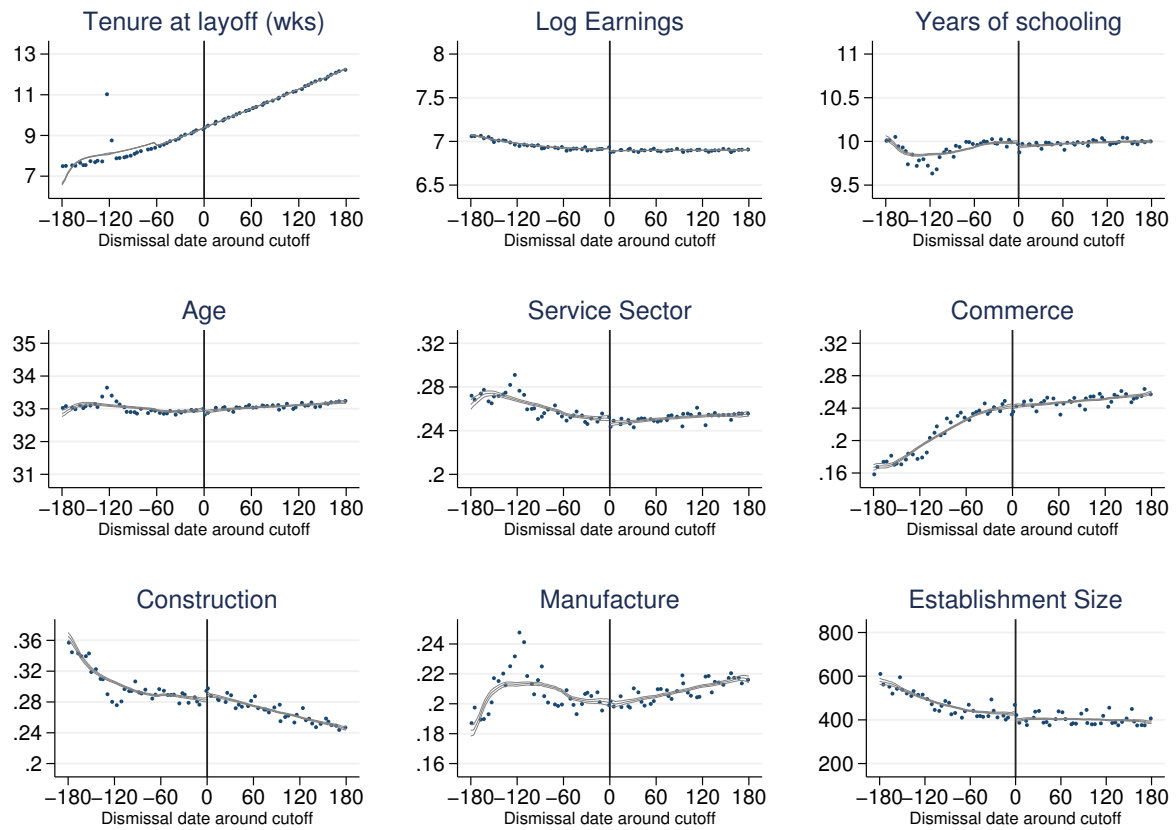 Tenure at layoff (wks)
13
11
9
7
−180−120 −60 0 60 120 180
Dismissal date around cutoff
Log Earnings
8
7.5
7
6.5
−180−120 −60 0 60 120 180
Dismissal date around cutoff
Years of schooling
11
10.5
10
9.5
−180−120 −60 0 60 120 180
Dismissal date around cutoff
Age
35
34
33
32
31
−180−120 −60 0 60 120 180
Dismissal date around cutoff
Service Sector
.32
.28
.24
.2
−180−120 −60 0 60 120 180
Dismissal date around cutoff
Commerce
.32
.28
.24
.2
.16
−180−120 −60 0 60 120 180
Dismissal date around cutoff
Construction
.36
.32
.28
.24
.2
−180−120 −60 0 60 120 180
Dismissal date around cutoff
Manufacture
.24
.22
.2
.18
.16
−180−120 −60 0 60 120 180
Dismissal date around cutoff
Establishment Size
800
600
400
200
−180−120 −60 0 60 120 180
Dismissal date around cutoff